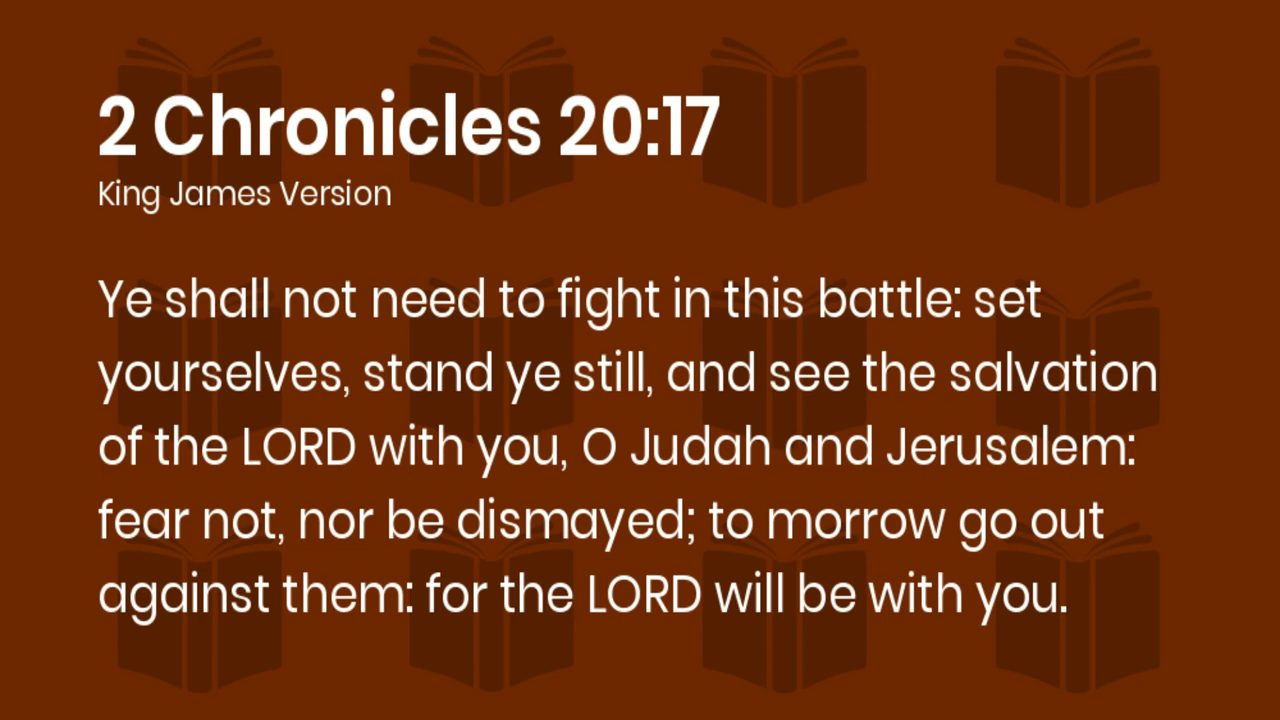 2 Chronicles 20:17
King James Version
Ye shall not need to fight in this battle: set
yourselves, stand ye still, and see the salvation
of the LORD with you, O Judah and Jerusalem:
fear not, nor be dismayed; to morrow go out
against them: for the LORD will be with you.